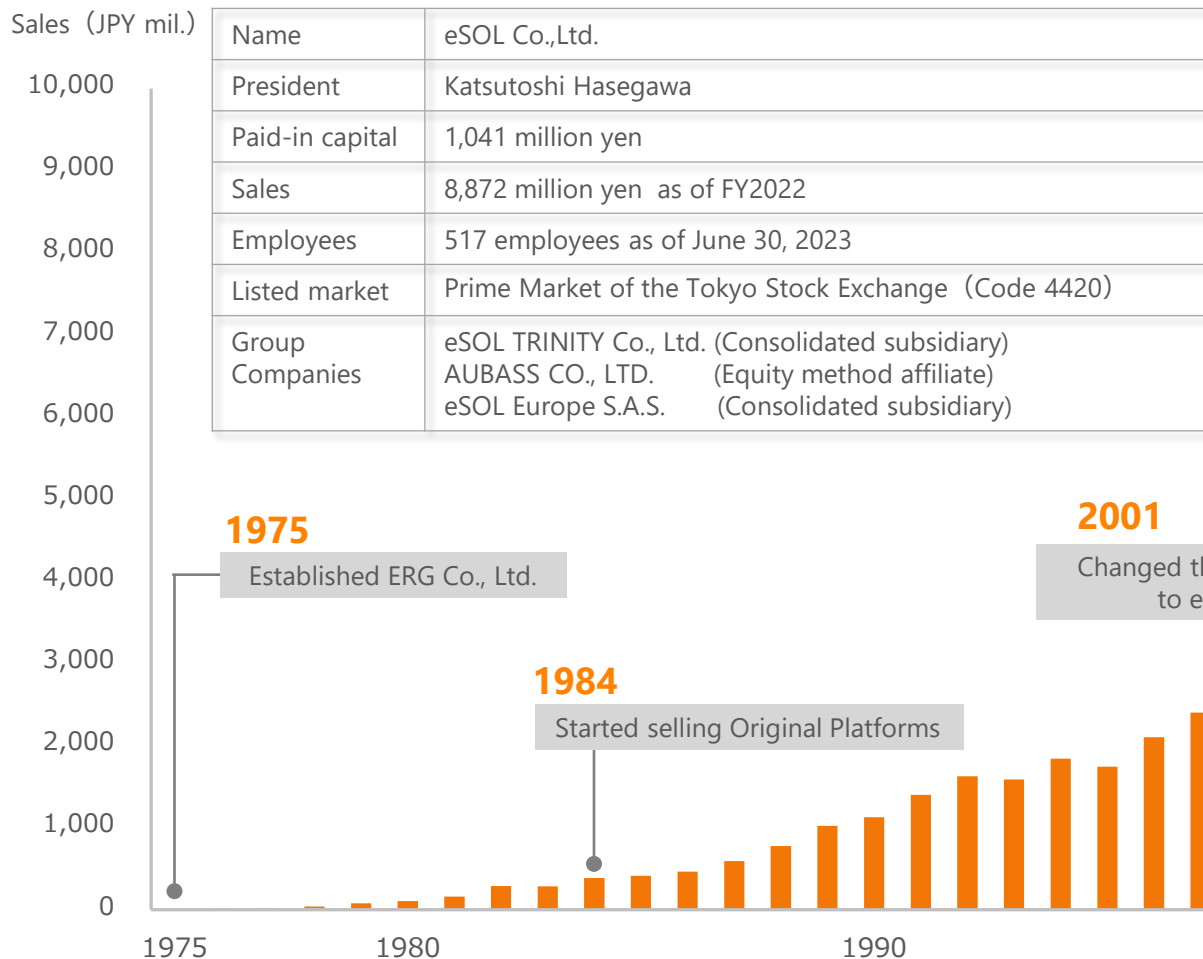 Sales（JPY mil.）
Name eSOL Co.,Ltd.
President Katsutoshi Hasegawa
Paid-in capital 1,041 million yen
Sales 8,872 million yen as of FY2022
Employees 517 employees as of June 30, 2023
Listed market Prime Market of the Tokyo Stock Exchange（Code 4420）
Group Companies
eSOL TRINITY Co., Ltd. (Consolidated subsidiary)
AUBASS CO., LTD. (Equity method affiliate)
eSOL Europe S.A.S. (Consolidated subsidiary)
10,000
9,000
8,000
7,000
6,000
5,000
4,000
3,000
2,000
1,000
0
1975
Established ERG Co., Ltd.
1984
Started selling Original Platforms
2001
Changed
to
1975 1980 1990